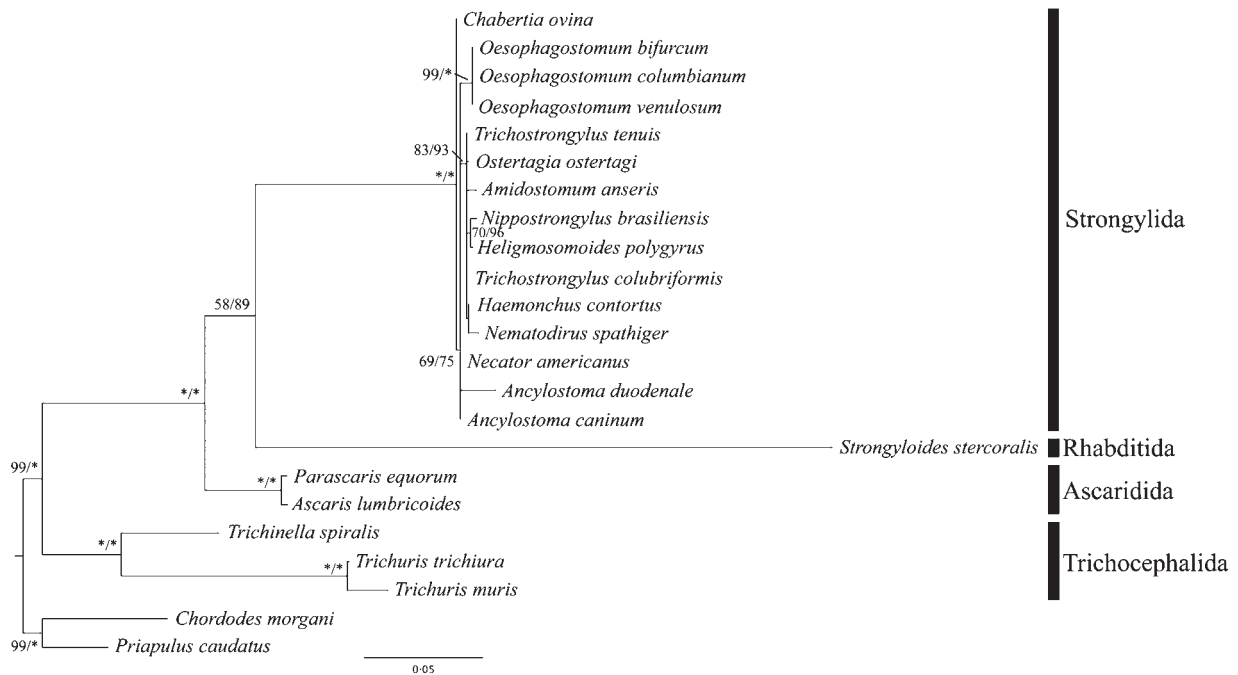 Chabertia ovina
Oesophagostomum bifurcum
99/*
Oesophagostomum columbianum
Oesophagostomum venulosum
Trichostrongylus tenuis
83/93
Ostertagia ostertagi
*/*
Amidostomum anseris
Nippostrongylus brasiliensis
70/96
Heligmosomoides polygyrus
Trichostrongylus colubriformis
Haemonchus contortus
Nematodirus spathiger
69/75
Necator americanus
Ancylostoma duodenale
Ancylostoma caninum
Strongylida
58/89
Strongyloides stercoralis
Rhabditida
*/*
99/*
*/*
Parascaris equorum
Ascaris lumbricoides
Ascaridida
*/*
Trichinella spiralis
*/*
Trichuris trichiura
Trichuris muris
Trichocephalida
Chordodes morgani
99/*
Priapulus caudatus
0·05